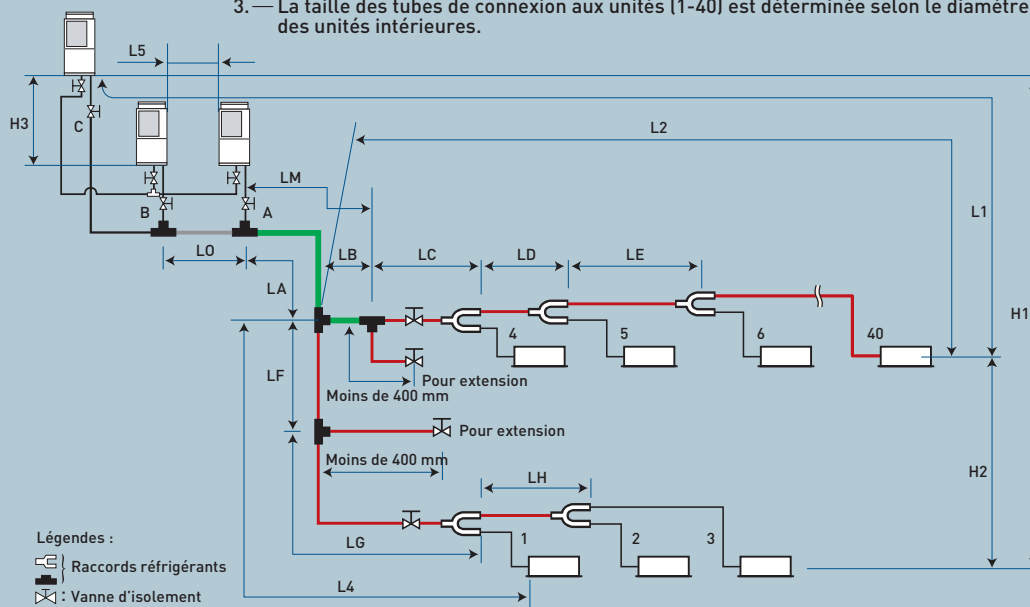 3. — La taille des tubes de connexion aux unités (1-40) est déterminée selon le diamètre
des unités intérieures.
L5
H3
C
L2
LM
L1
B
A
LO
LB
LC
LD
LE
LA
H1
4
5
6
40
LF
Pour extension
Moins de 400 mm
Pour extension
Moins de 400 mm
H2
LH
1
2
3
LG
L4
Légendes :
Raccords réfrigérants
: Vanne d'isolement